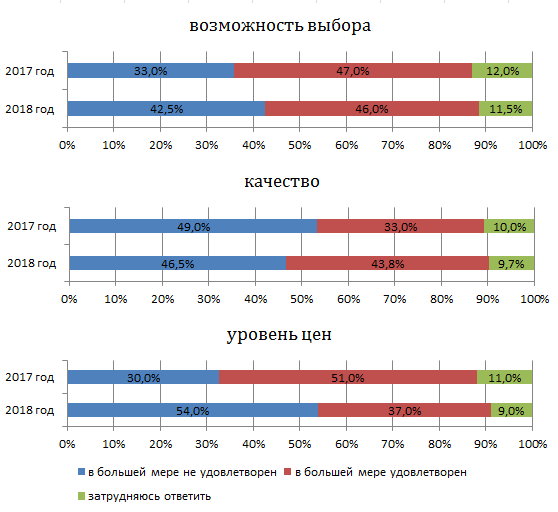 возможность выбора
2017 год 33,0% 47,0% 12,0%
2018 год 42,5% 46,0% 11,5%
0% 10% 20% 30% 40% 50% 60% 70% 80% 90% 100%
качество
2017 год 49,0% 33,0% 10,0%
2018 год 46,5% 43,8% 9,7%
0% 10% 20% 30% 40% 50% 60% 70% 80% 90% 100%
уровень цен
2017 год 30,0% 51,0% 11,0%
2018 год 54,0% 37,0% 9,0%
0% 10% 20% 30% 40% 50% 60% 70% 80% 90% 100%
в большей мере не удовлетворен в большей мере удовлетворен
затрудняюсь ответить